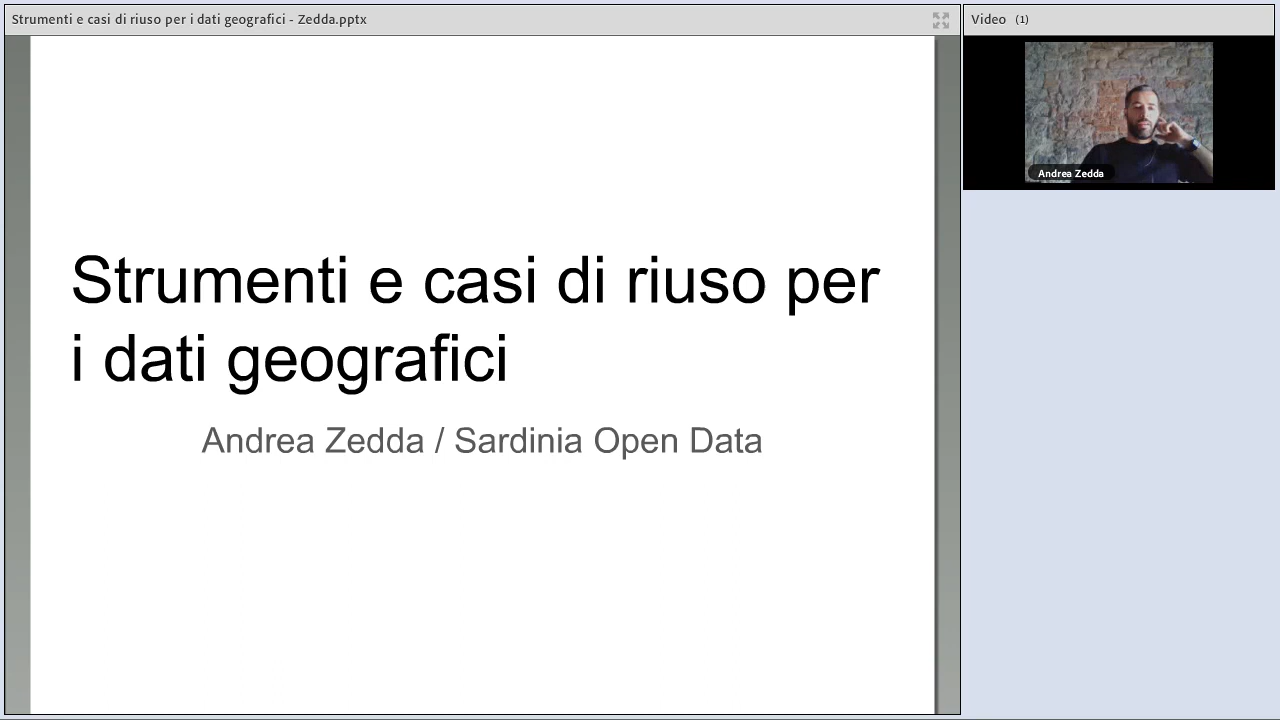 Strumenti e casi di riuso per i dati geografici - Zedda.pptx
Video (1)
Andrea Zedda
Strumenti e casi di riuso per
i dati geografici
Andrea Zedda / Sardinia Open Data